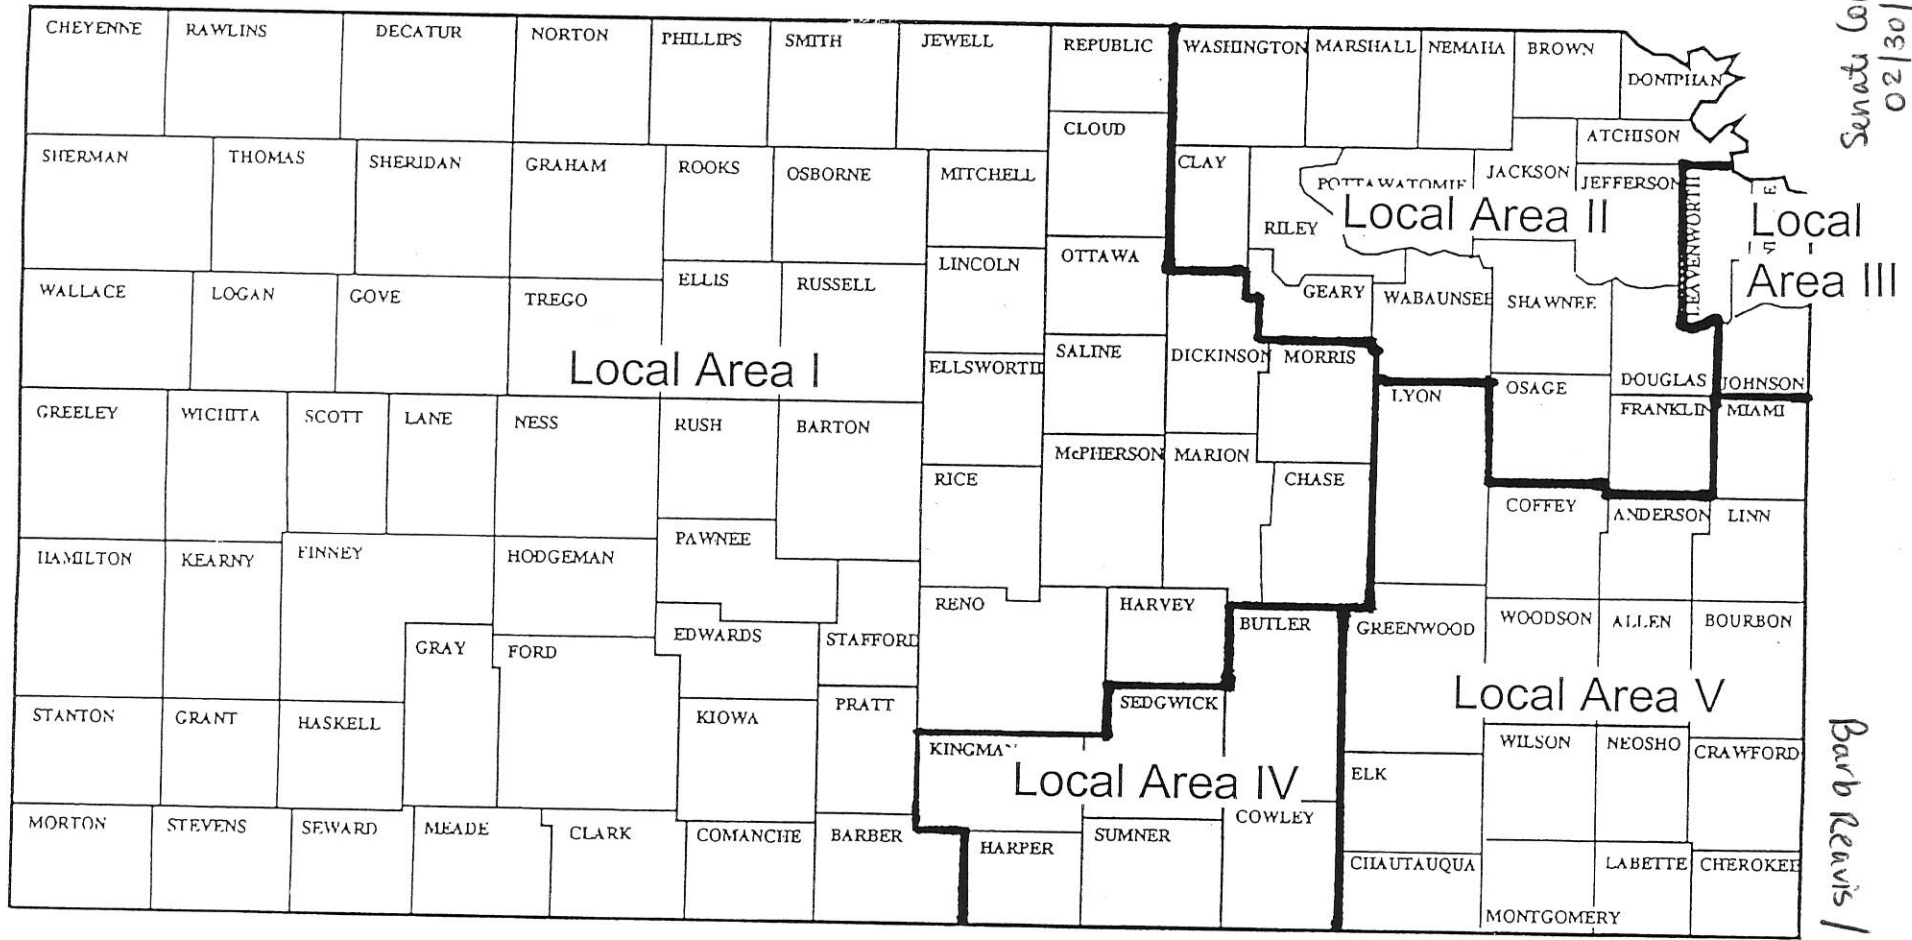 CHEYENNE RAWLINS DECATUR NORTON PHILLIPS SMITH JEWELL REPUBLIC WASHINGTON MARSHALL NEMAHA BROWN
DONIPHAN
CLOUD ATCHISON
SHERMAN THOMAS SHERIDAN GRAHAM ROOKS OSBORNE MITCHELL CLAY POTTAWATOMIE JACKSON JEFFERSON
Local Area II
RILEY
LEAVENWORTH
Local
Area III
WALLACE LOGAN GOVE TREGO ELLIS RUSSELL LINCOLN OTTAWA GEARY WABAUNSEE SHAWNEE
Local Area I
ELLSWORTH SALINE DICKINSON MORRIS LYON OSAGE DOUGLAS JOHNSON
FRANKLIN MIAMI
GREELEY WICHITA SCOTT LANE NESS RUSH BARTON
RICE McPHERSON MARION CHASE COFFEY ANDERSON LINN
HAMILTON KEARNY FINNEY HODGEMAN PAWNEE
RENO HARVEY BUTLER GREENWOOD WOODSON ALLEN BOURBON
GRAY FORD EDWARDS STAFFORD
Local Area V
STANTON GRANT HASKELL KIOWA PRATT SEDGWICK
KINGMAN WILSON NEOSHO CRAWFORD
Local Area IV
ELK
MORTON STEVENS SEWARD MEADE CLARK COMANCHE BARBER HARPER SUMNER COWLEY
CHAUTAUQUA LABETTE CHEROKEE
MONTGOMERY
Senate
02/30/
Barb Reavis /